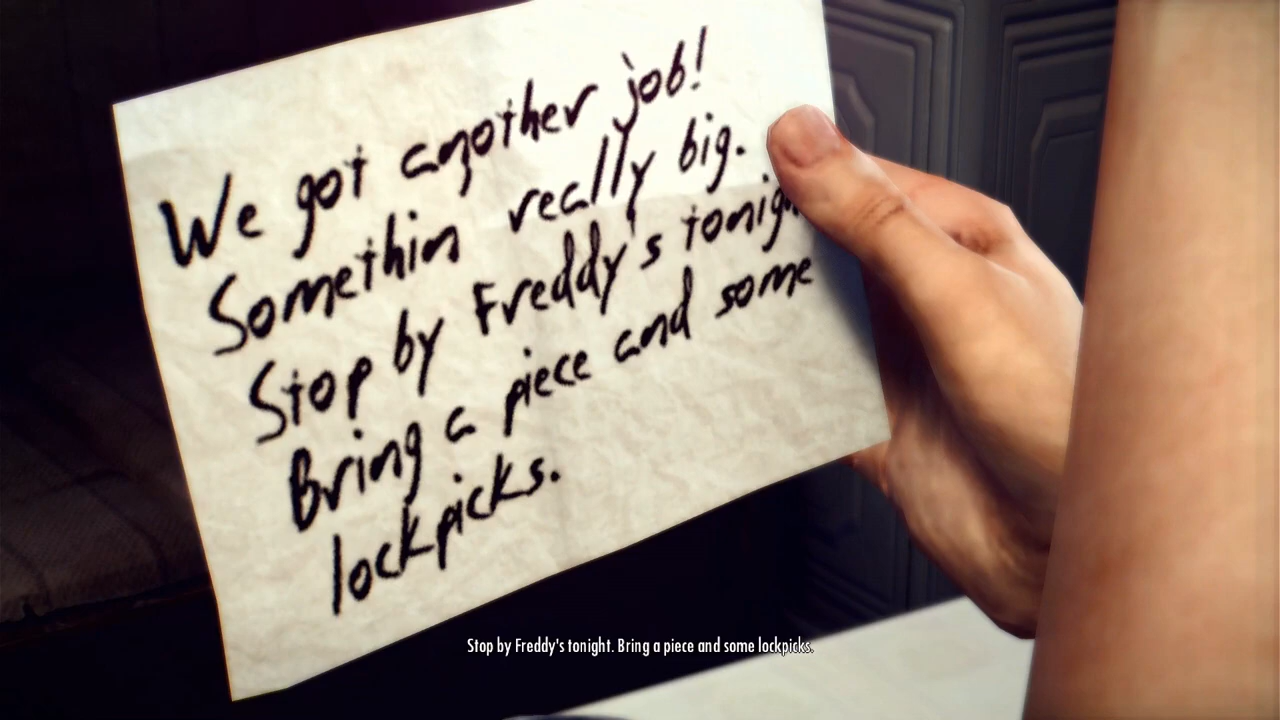 We got another job!
Somethin really big.
Stop by Freddy's tonigh
Bring a piece and some
lockpicks.
Stop by Freddy's tonight. Bring a piece and some lockpicks.